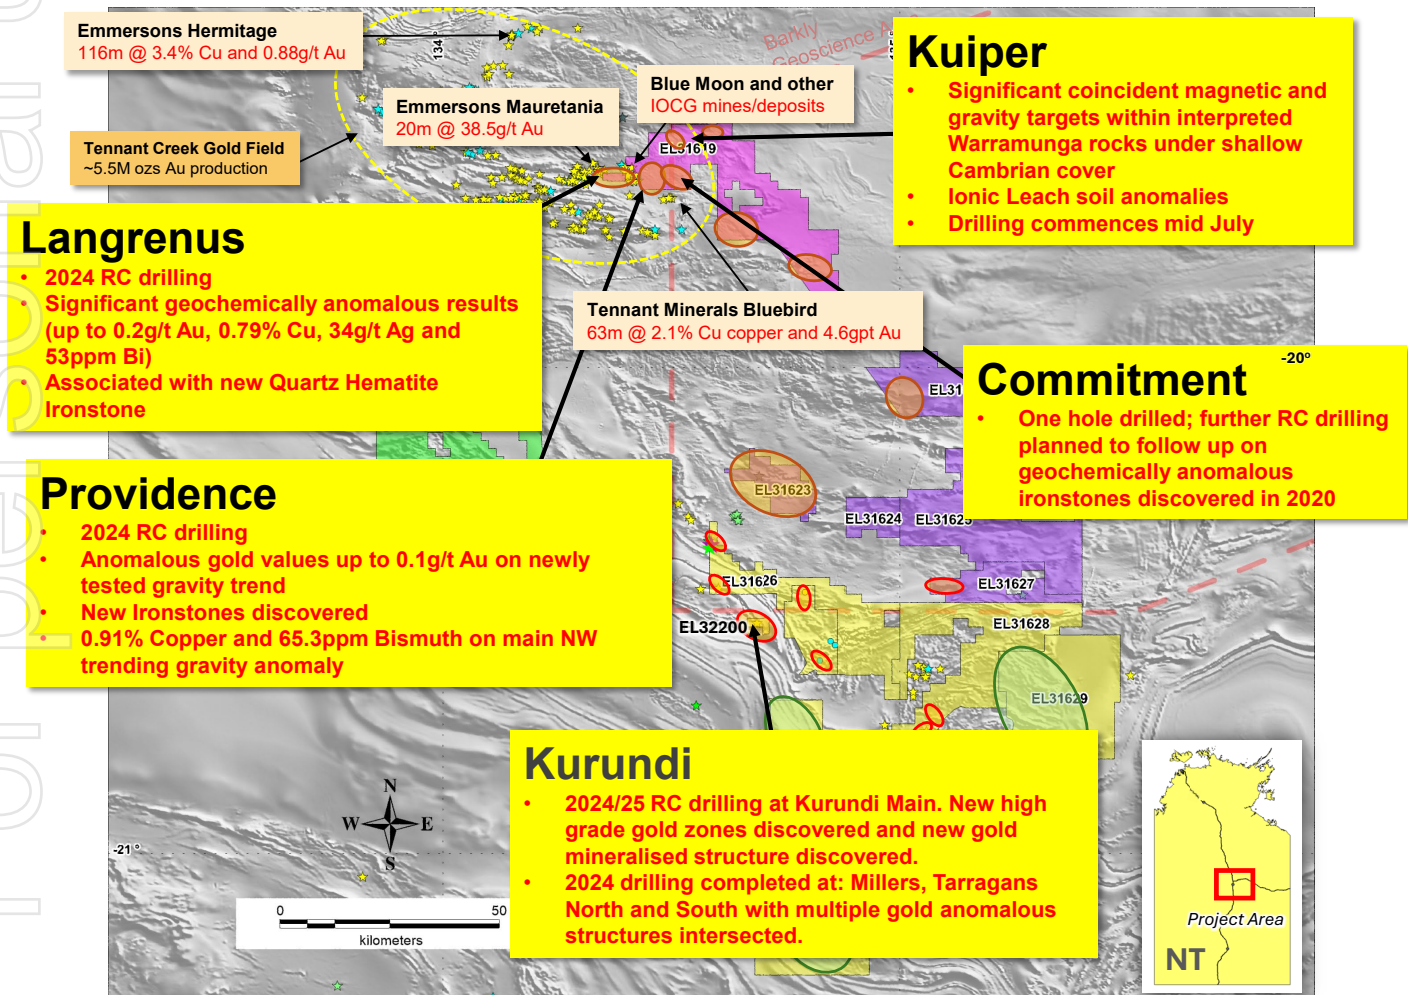 Emmersons Hermitage
116m @ 3.4% Cu and 0.88g/t Au
134 °
Barkly
Geoscience A
Kuiper
• Significant coincident magnetic and
gravity targets within interpreted
Warramunga rocks under shallow
Cambrian cover
• Ionic Leach soil anomalies
• Drilling commences mid July
Blue Moon and other
IOCG mines/deposits
Emmersons Mauretania
20m @ 38.5g/t Au
Tennant Creek Gold Field
~5.5M ozs Au production
EL31619
Langrenus
• 2024 RC drilling
• Significant geochemically anomalous results
(up to 0.2g/t Au, 0.79% Cu, 34g/t Ag and
53ppm Bi)
• Associated with new Quartz Hematite
Ironstone
Tennant Minerals Bluebird
63m @ 2.1% Cu copper and 4.6gpt Au
-20°
EL31
Commitment
• One hole drilled; further RC drilling
planned to follow up on
geochemically anomalous
ironstones discovered in 2020
Providence
• 2024 RC drilling
• Anomalous gold values up to 0.1g/t Au on newly
tested gravity trend
• New Ironstones discovered
• 0.91% Copper and 65.3ppm Bismuth on main NW
trending gravity anomaly
EL31623
EL31624
EL31625
EL31626
EL31627
EL32200
EL31628
EL31629
Kurundi
• 2024/25 RC drilling at Kurundi Main. New high
grade gold zones discovered and new gold
mineralised structure discovered.
• 2024 drilling completed at: Millers, Tarragans
North and South with multiple gold anomalous
structures intersected.
N
W E
S
-21 °
0 50
kilometers
Project Area
NT